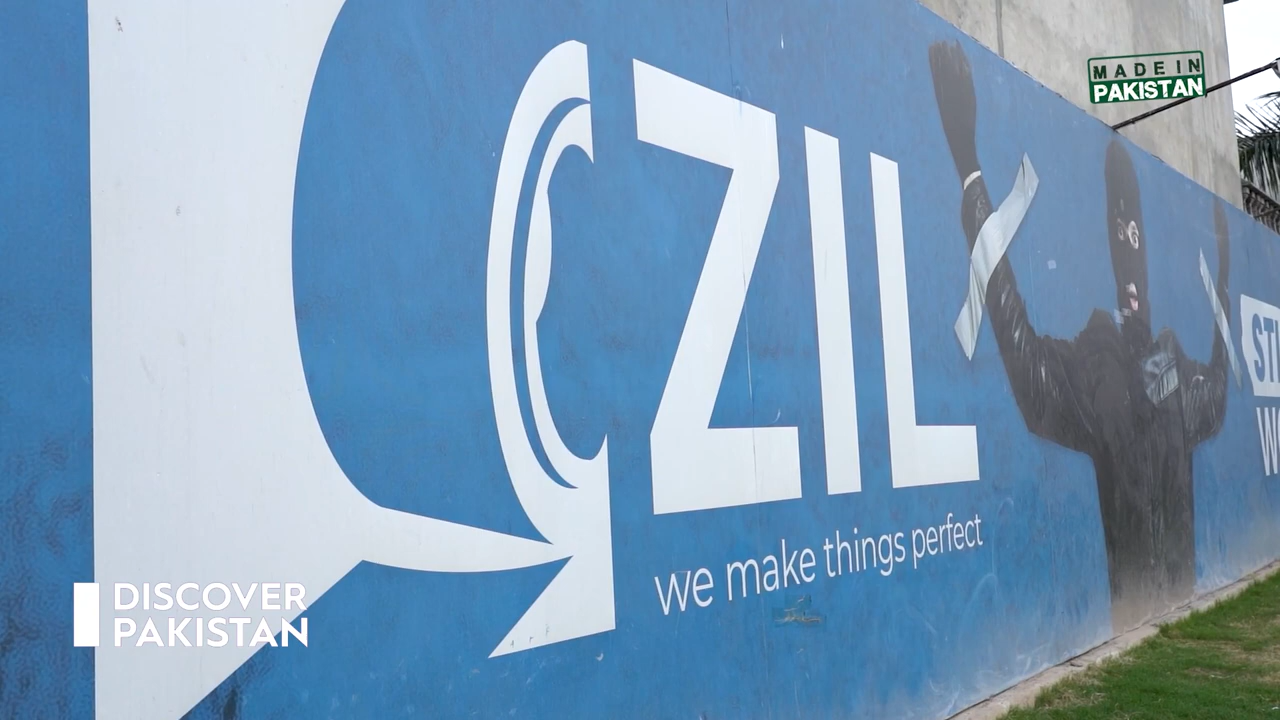 MADE IN
PAKISTAN
ZIL
we make things perfect
DISCOVER
PAKISTAN